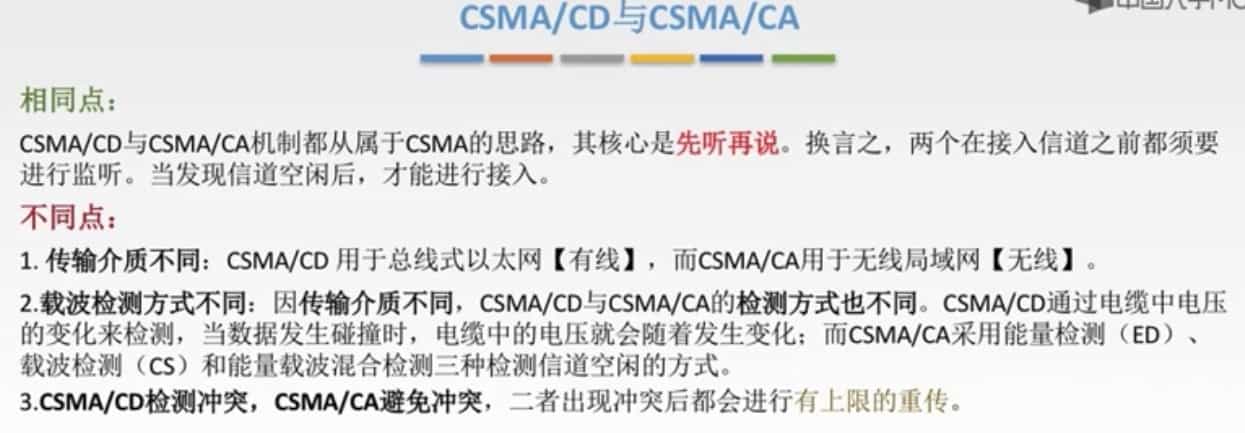 CSMA/CD与CSMA/CA
相同点：
CSMA/CD与CSMA/CA机制都从属于CSMA的思路，其核心是先听再说。换言之，两个在接入信道之前都须要
进行监听。当发现信道空闲后，才能进行接入。
不同点：
1. 传输介质不同：CSMA/CD 用于总线式以太网【有线】，而CSMA/CA用于无线局域网【无线】。
2.载波检测方式不同：因传输介质不同，CSMA/CD与CSMA/CA的检测方式也不同。CSMA/CD通过电缆中电压
的变化来检测，当数据发生碰撞时，电缆中的电压就会随着发生变化；而CSMA/CA采用能量检测（ED）、
载波检测（CS）和能量载波混合检测三种检测信道空闲的方式。
3.CSMA/CD检测冲突，CSMA/CA避免冲突，二者出现冲突后都会进行有上限的重传。